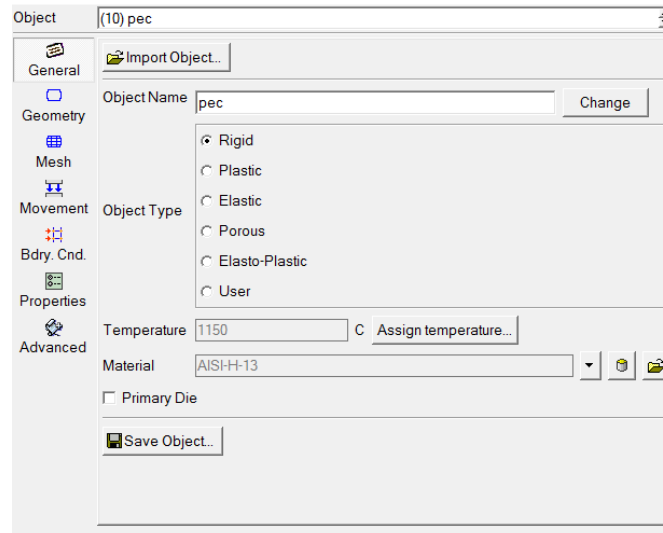 Object (10) pec
General
Import Object...
Geometry
Object Name pec Change
Mesh
Rigid
Plastic
Movement
Object Type
Elastic
Porous
Bdry. Cnd.
Elasto-Plastic
Properties
User
Advanced
Temperature 1150 C Assign temperature...
Material AISI-H-13
Primary Die
Save Object...